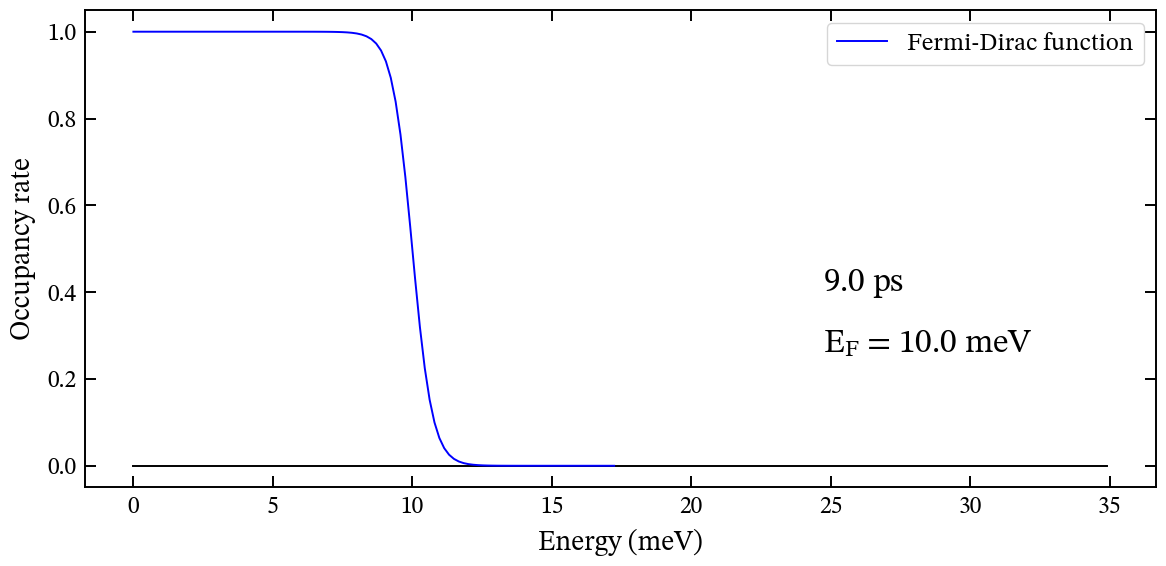 Fermi-Dirac function
Occupancy rate
1.0
0.8
0.6
0.4
0.2
0.0
9.0 ps
E_F = 10.0 meV
0 5 10 15 20 25 30 35
Energy (meV)